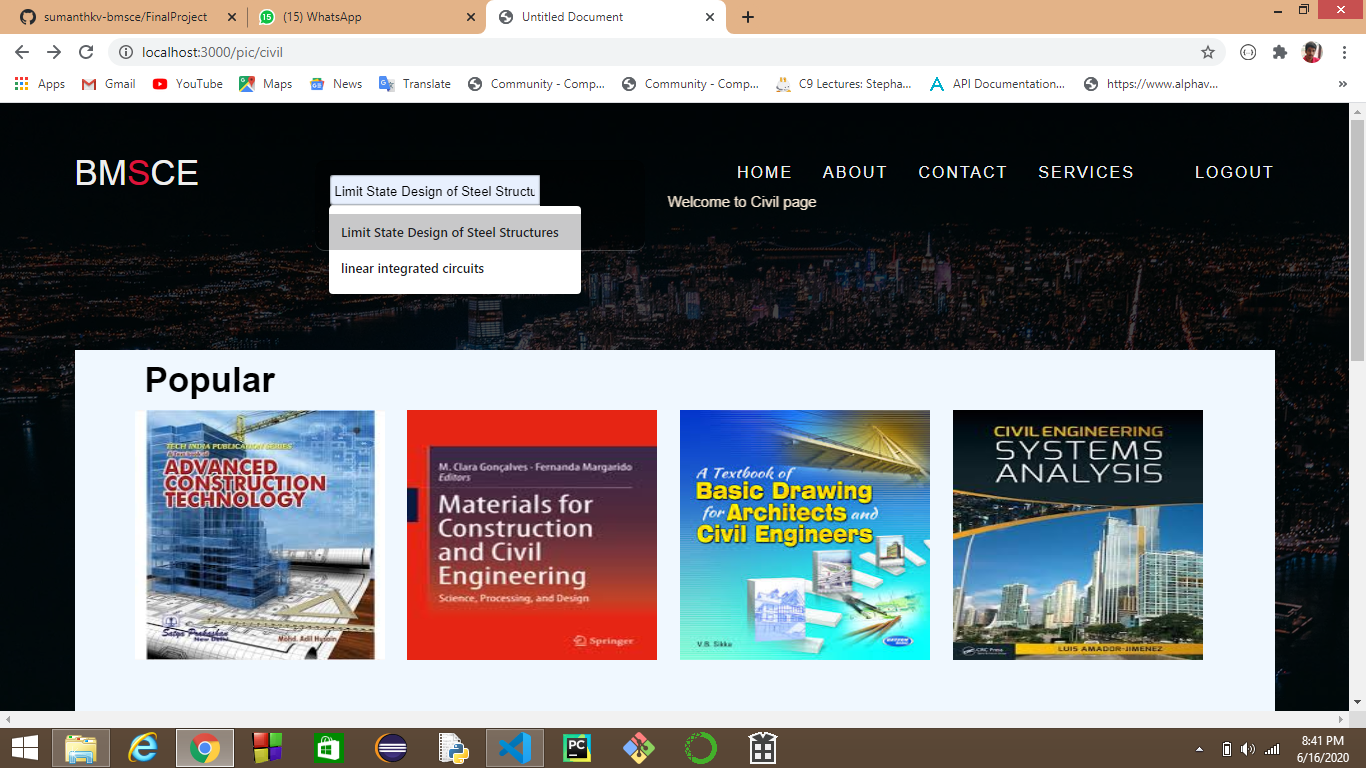 sumanthkv-bmsce/FinalProject
(15) WhatsApp
Untitled Document
localhost:3000/pic/civil
Apps
Gmail
YouTube
Maps
News
Translate
Community - Comp...
Community - Comp...
C9 Lectures: Stepha...
API Documentation...
https://www.alphav...
BMSCE
HOME
ABOUT
CONTACT
SERVICES
LOGOUT
Limit State Design of Steel Structu
Welcome to Civil page
Limit State Design of Steel Structures
linear integrated circuits
Popular
TECH INDIA PUBLICATION SERIES
A Text book of
ADVANCED
CONSTRUCTION
TECHNOLOGY
Satya Prakashan
New Delhi
Mohd. Adil Husain
M. Clara Gonçalves · Fernanda Margarido
Editors
Materials for
Construction
and Civil
Engineering
Science, Processing, and Design
Springer
A Textbook of
Basic Drawing
for Architects and
Civil Engineers
V.B. Sikka
CIVIL ENGINEERING
SYSTEMS
ANALYSIS
CRC Press
LUIS AMADOR-JIMENEZ
PC
8:41 PM
6/16/2020